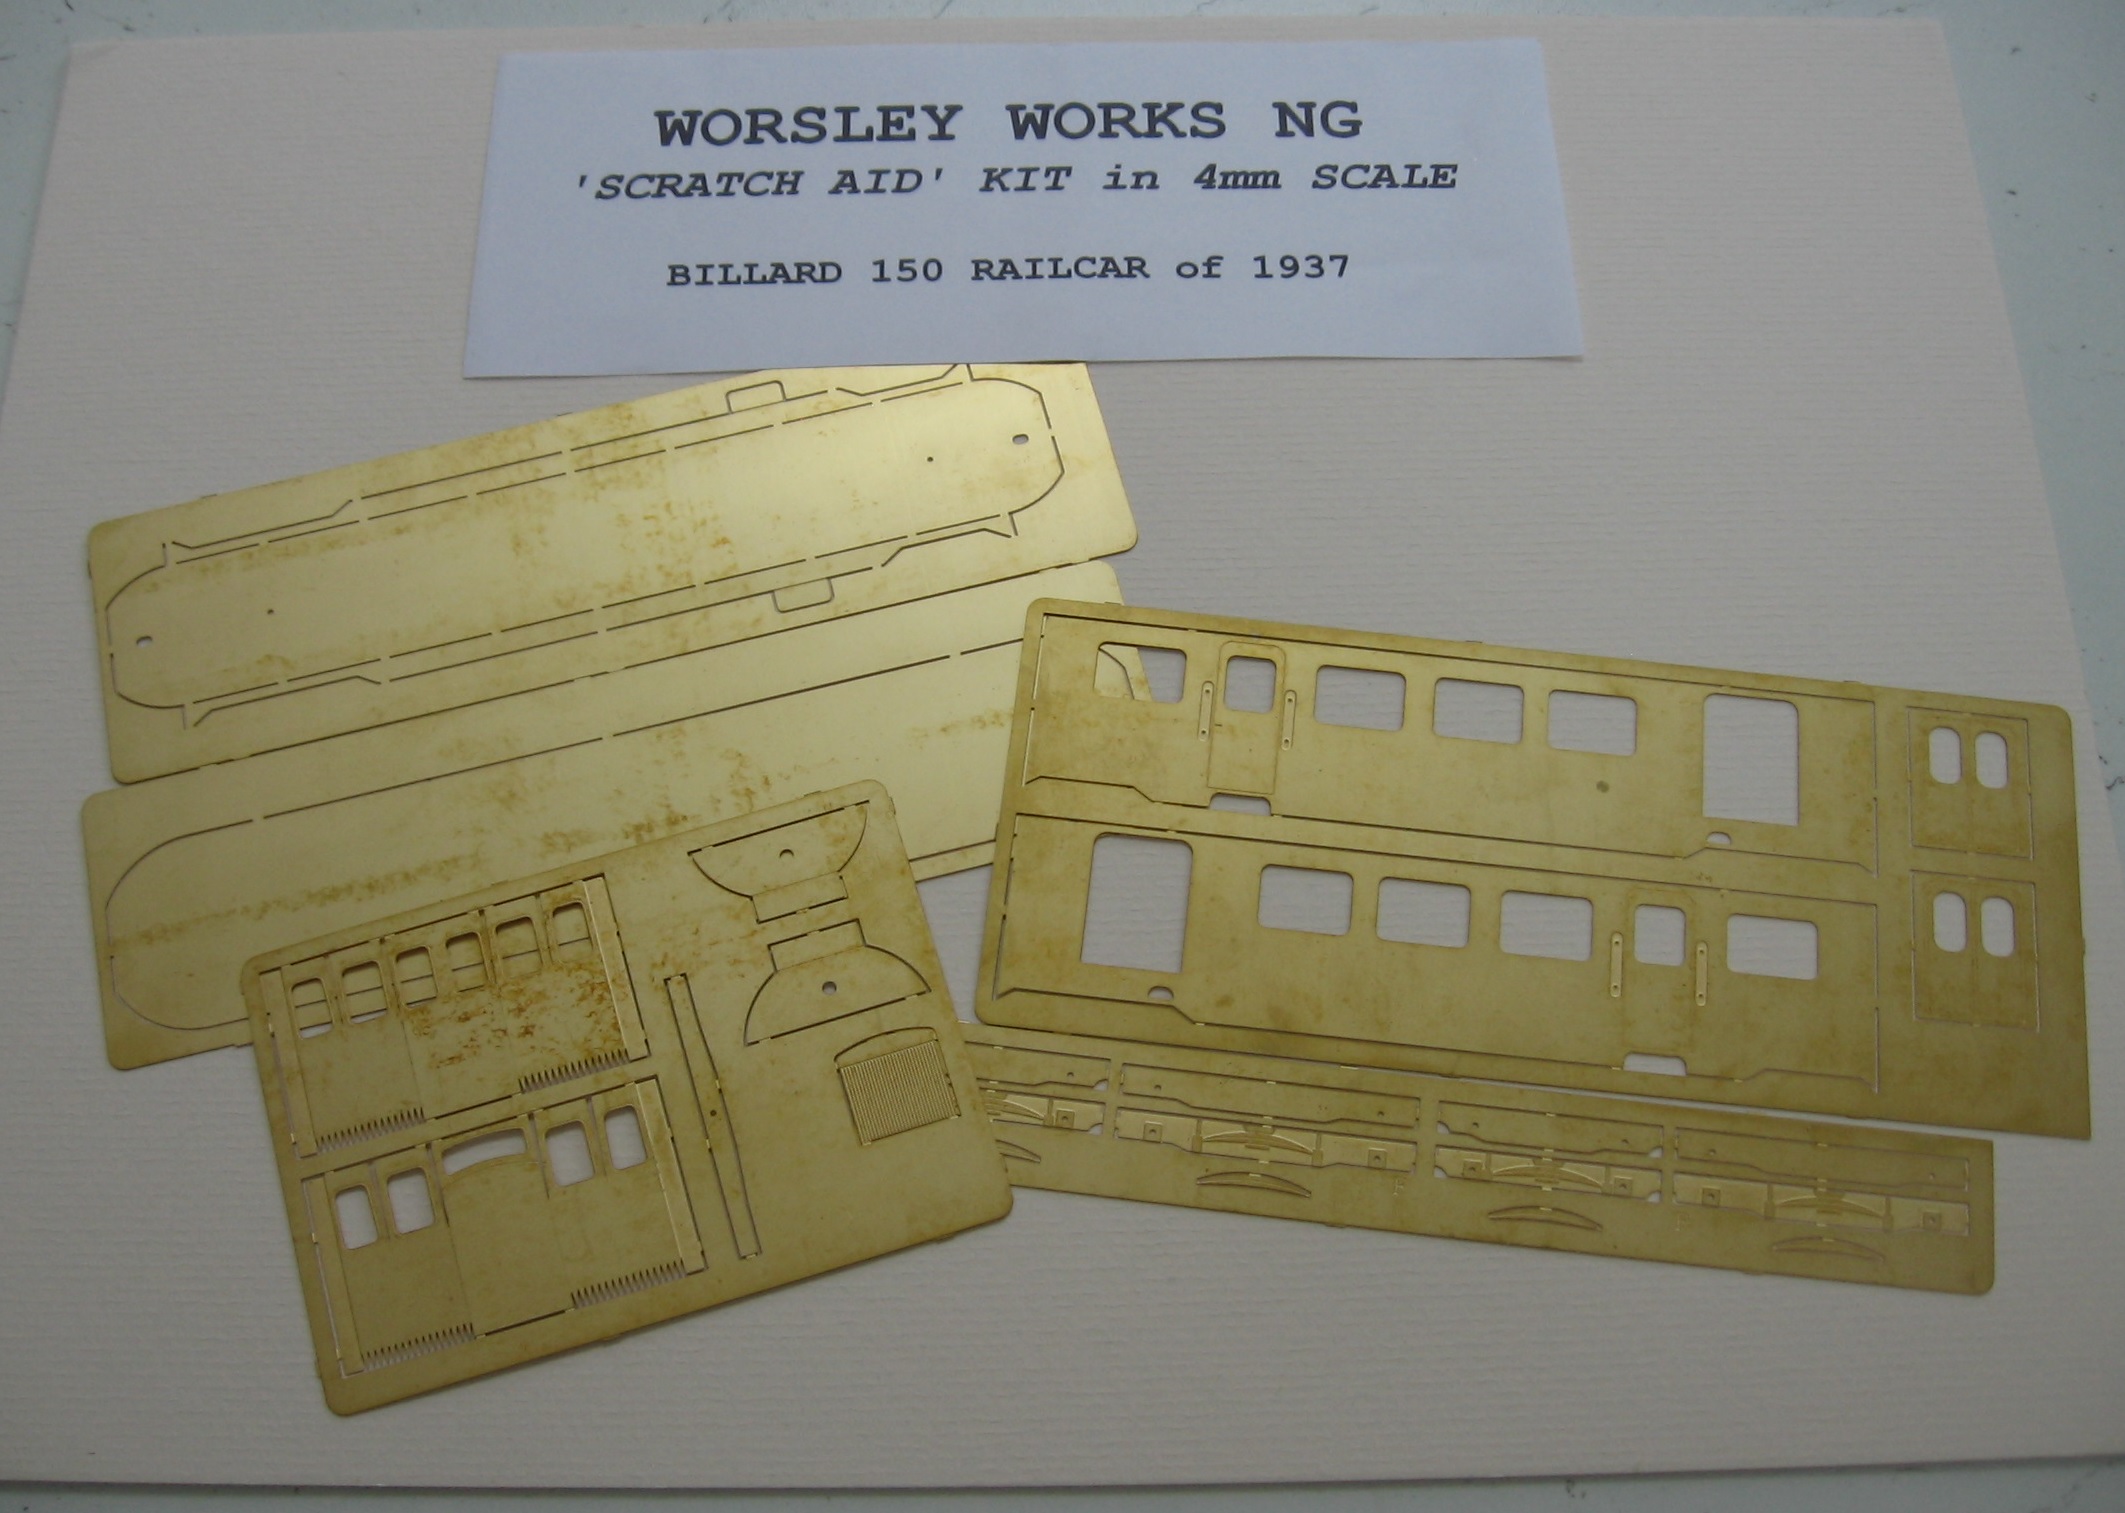 WORSLEY WORKS NG
'SCRATCH AID' KIT in 4mm SCALE
BILLARD 150 RAILCAR of 1937